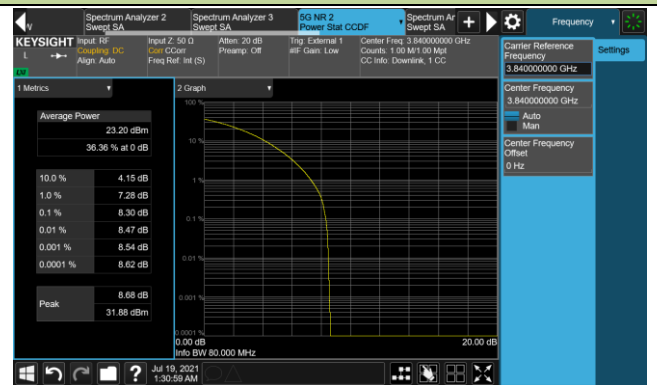 Spectrum Analyzer 2
Swept SA
Spectrum Analyzer 3
Swept SA
5G NR 2
Power Stat CCDF
Spectrum Ar
Swept SA
Frequency
KEYSIGHT
L
Input: RF
Coupling: DC
Align: Auto
Input Z: 50 Ω
Corr CCorr
Freq Ref: Int (S)
Atten: 20 dB
Preamp: Off
Trig: External 1
#IF Gain: Low
Center Freq: 3.840000000 GHz
Counts: 1.00 M/1.00 Mpt
CC Info: Downlink, 1 CC
Carrier Reference
Frequency
3.840000000 GHz
Settings
Center Frequency
3.840000000 GHz
Auto
Man
Center Frequency
Offset
0 Hz
1 Metrics
Average Power
23.20 dBm
36.36 % at 0 dB
10.0 % 4.15 dB
1.0 % 7.28 dB
0.1 % 8.30 dB
0.01 % 8.47 dB
0.001 % 8.54 dB
0.0001 % 8.62 dB
Peak
8.68 dB
31.88 dBm
2 Graph
100 %
10 %
1 %
0.1 %
0.01 %
0.001 %
0.0001 %
0.00 dB
20.00 dB
Info BW 80.000 MHz
?
Jul 19, 2021
1:30:59 AM